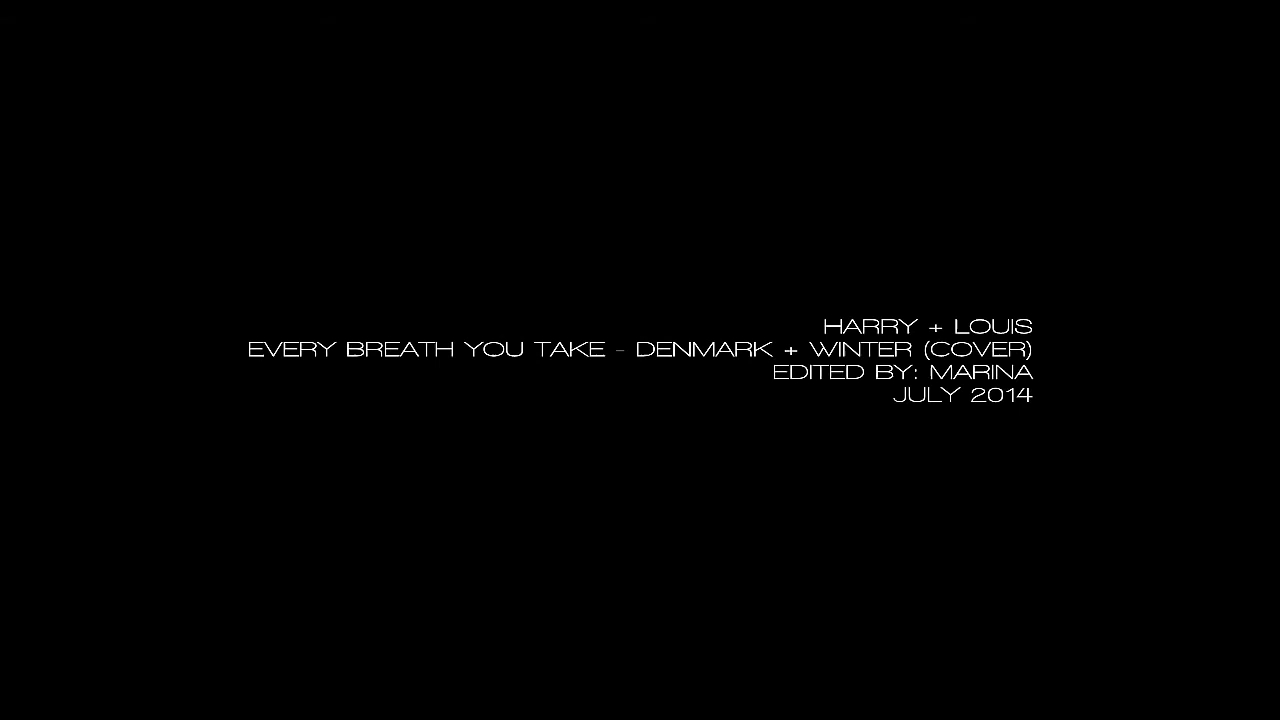 HARRY + LOUIS
EVERY BREATH YOU TAKE - DENMARK + WINTER (COVER)
EDITED BY: MARINA
JULY 2014